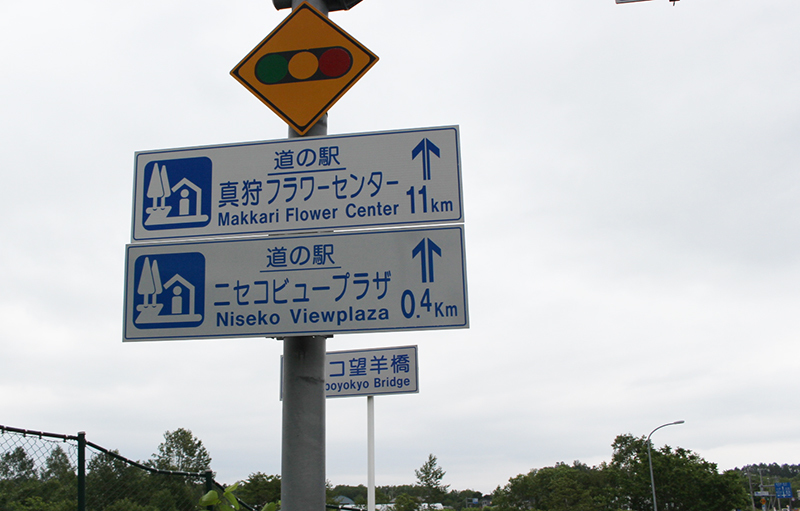 道の駅
真狩フラワーセンター
Makkari Flower Center 11km
道の駅
ニセコビュープラザ
Niseko Viewplaza 0.4Km
コ望羊橋
boyokyo Bridge